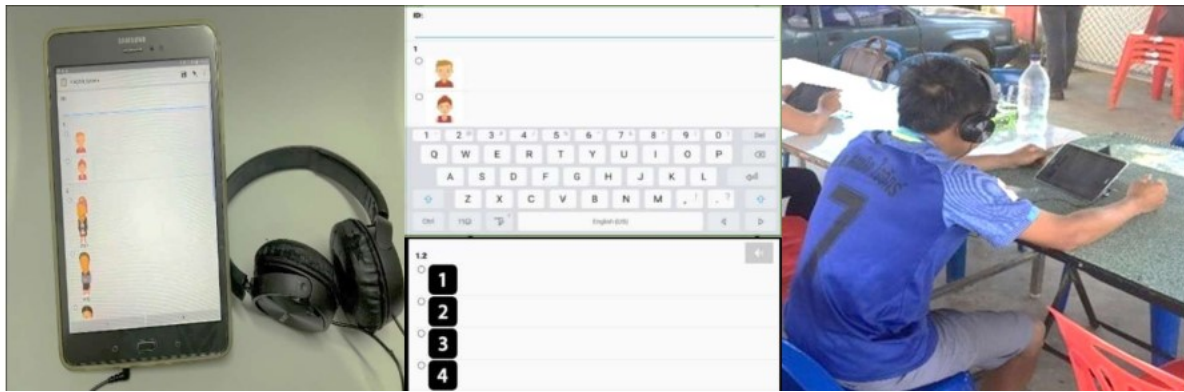 SAMSUNG
ID:
1
1 2 3 4 5 6 7 8 9 0 Del
Q W E R T Y U I O P
A S D F G H J K L
Z X C V B N M , .
Ctrl English (US)
1.2
1
2
3
4
7